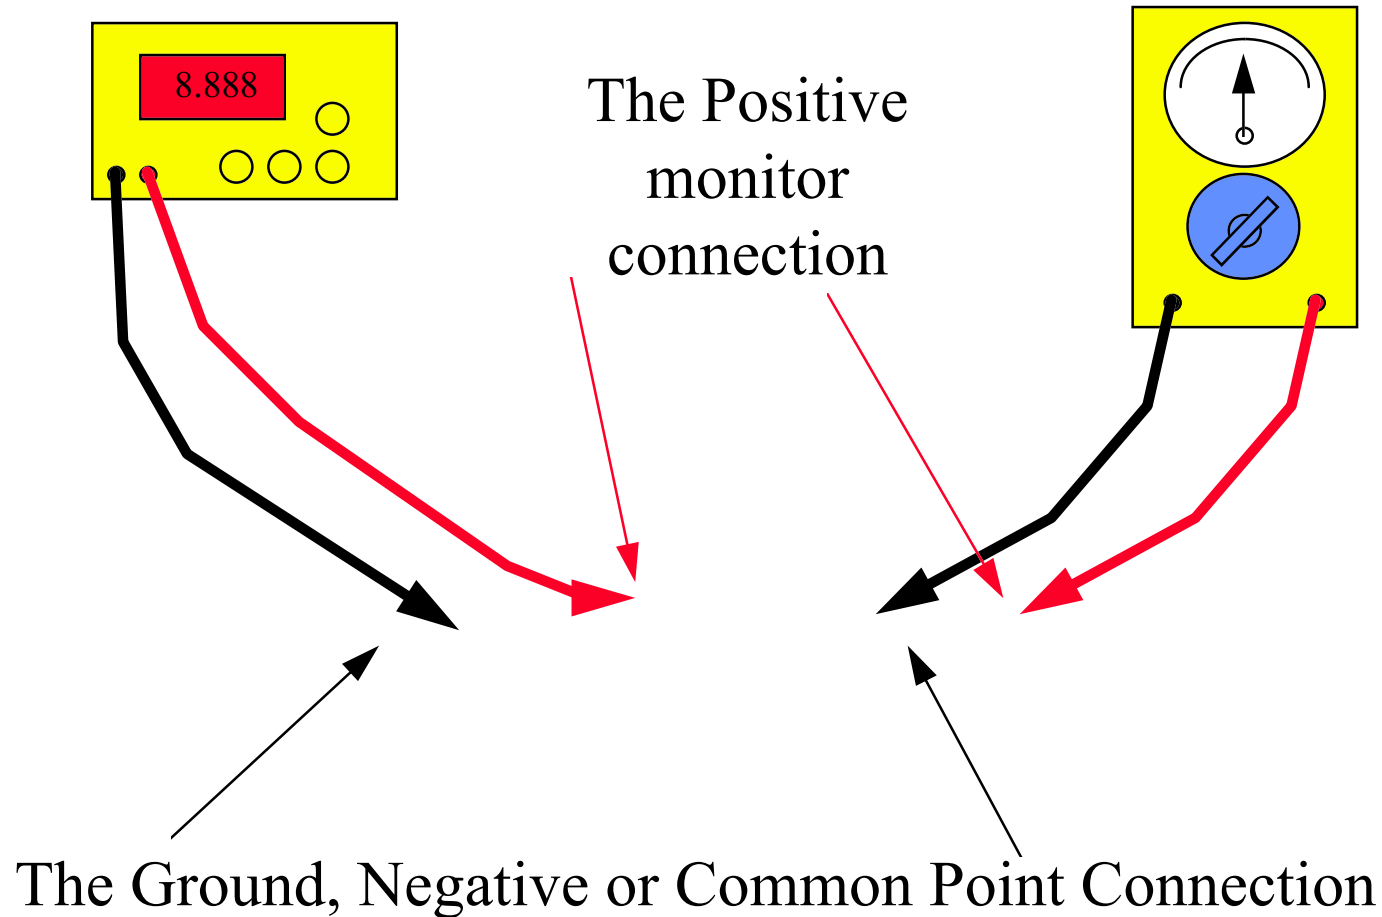 8.888
The Positive
monitor
connection
The Ground, Negative or Common Point Connection